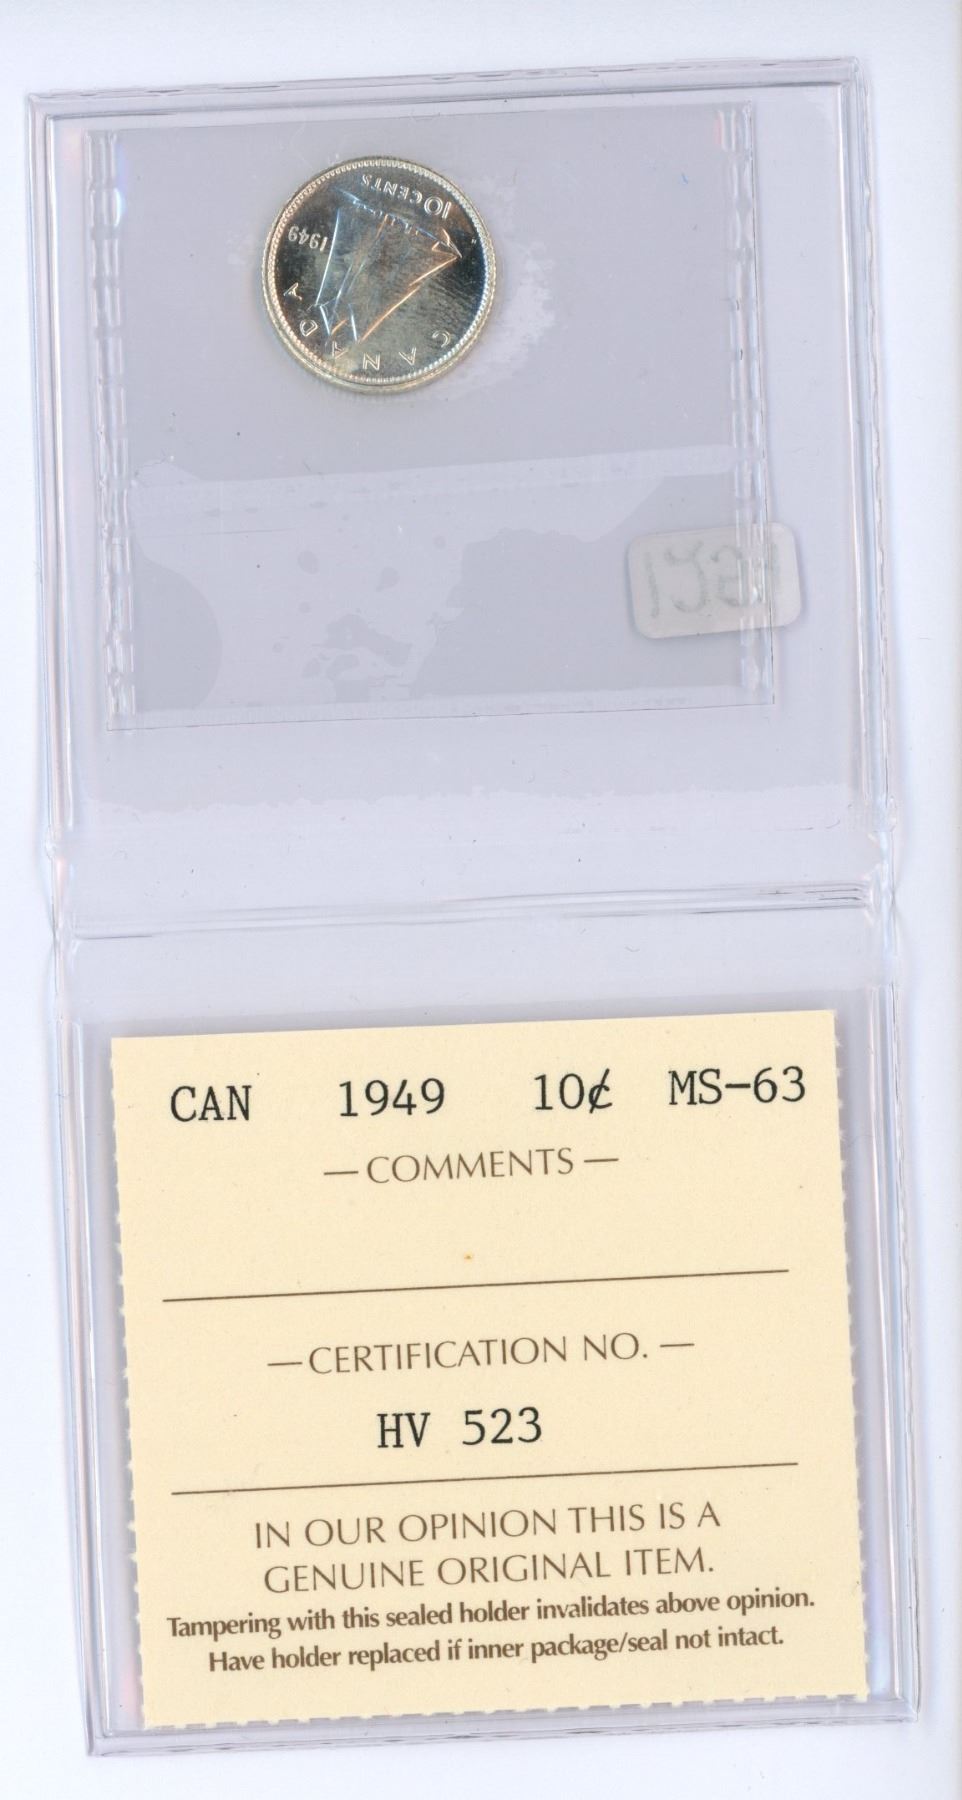 10 CENTS
1949
CANADA
CAN 1949 10¢ MS-63
— COMMENTS —
— CERTIFICATION NO. —
HV 523
IN OUR OPINION THIS IS A
GENUINE ORIGINAL ITEM.
Tampering with this sealed holder invalidates above opinion.
Have holder replaced if inner package/seal not intact.